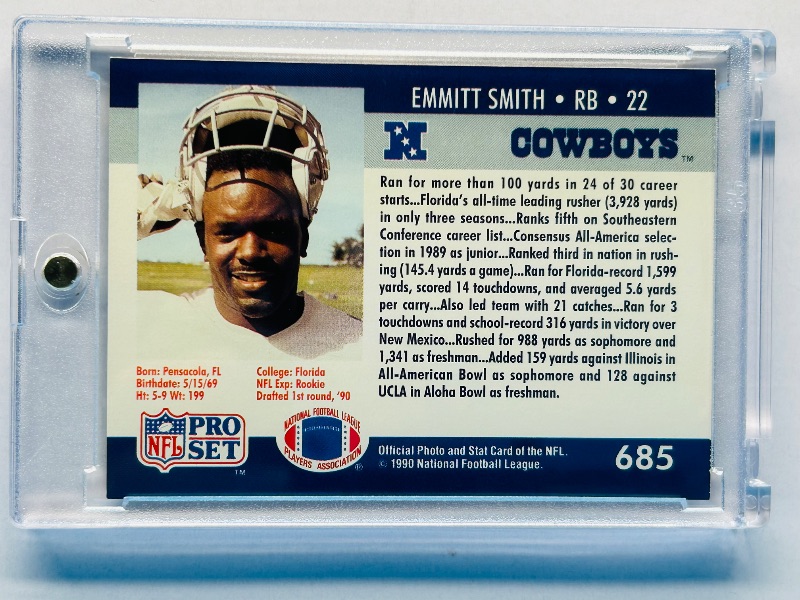 EMMITT SMITH • RB • 22
N
COWBOYS™
Ran for more than 100 yards in 24 of 30 career
starts...Florida's all-time leading rusher (3,928 yards)
in only three seasons...Ranks fifth on Southeastern
Conference career list...Consensus All-America selec-
tion in 1989 as junior...Ranked third in nation in rush-
ing (145.4 yards a game)...Ran for Florida-record 1,599
yards, scored 14 touchdowns, and averaged 5.6 yards
per carry...Also led team with 21 catches...Ran for 3
touchdowns and school-record 316 yards in victory over
New Mexico...Rushed for 988 yards as sophomore and
1,341 as freshman...Added 159 yards against Illinois in
All-American Bowl as sophomore and 128 against
UCLA in Aloha Bowl as freshman.
Born: Pensacola, FL
Birthdate: 5/15/69
Ht: 5-9 Wt: 199
College: Florida
NFL Exp: Rookie
Drafted 1st round, '90
NFL
PRO
SET
™
NATIONAL FOOTBALL LEAGUE
PLAYERS ASSOCIATION
®
Official Photo and Stat Card of the NFL.
© 1990 National Football League.
685